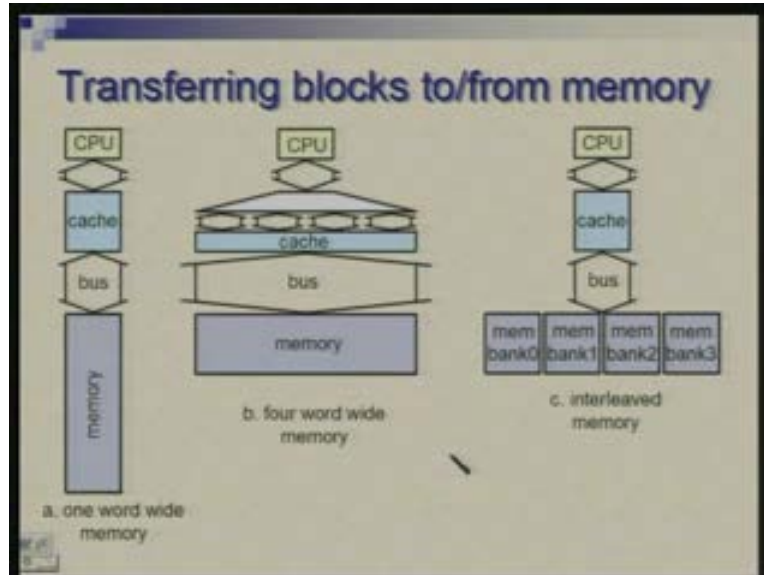 Transferring blocks to/from memory
CPU
cache
bus
memory
a. one word wide
memory
CPU
cache
bus
memory
b. four word wide
memory
CPU
cache
bus
mem
bank0
mem
bank1
mem
bank2
mem
bank3
c. interleaved
memory